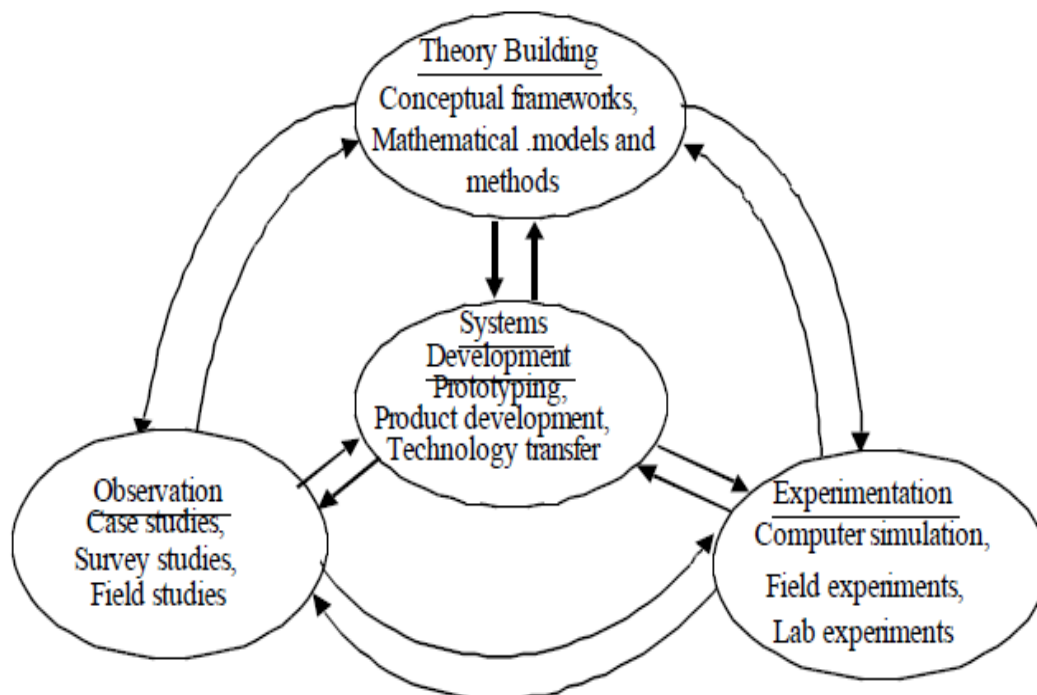 Theory Building
Conceptual frameworks,
Mathematical .models and
methods
Systems
Development
Prototyping,
Product development,
Technology transfer
Observation
Case studies,
Survey studies,
Field studies
Experimentation
Computer simulation,
Field experiments,
Lab experiments